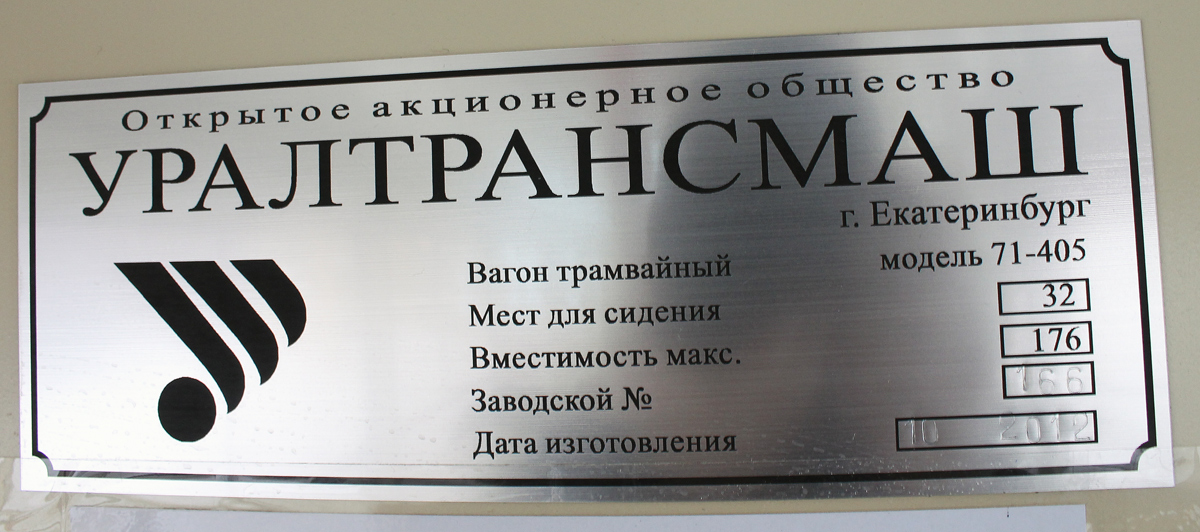 Открытое акционерное общество
УРАЛТРАНСМАШ
г. Екатеринбург
Вагон трамвайный модель 71-405
Мест для сидения 32
Вместимость макс. 176
Заводской № 166
Дата изготовления 10 2012